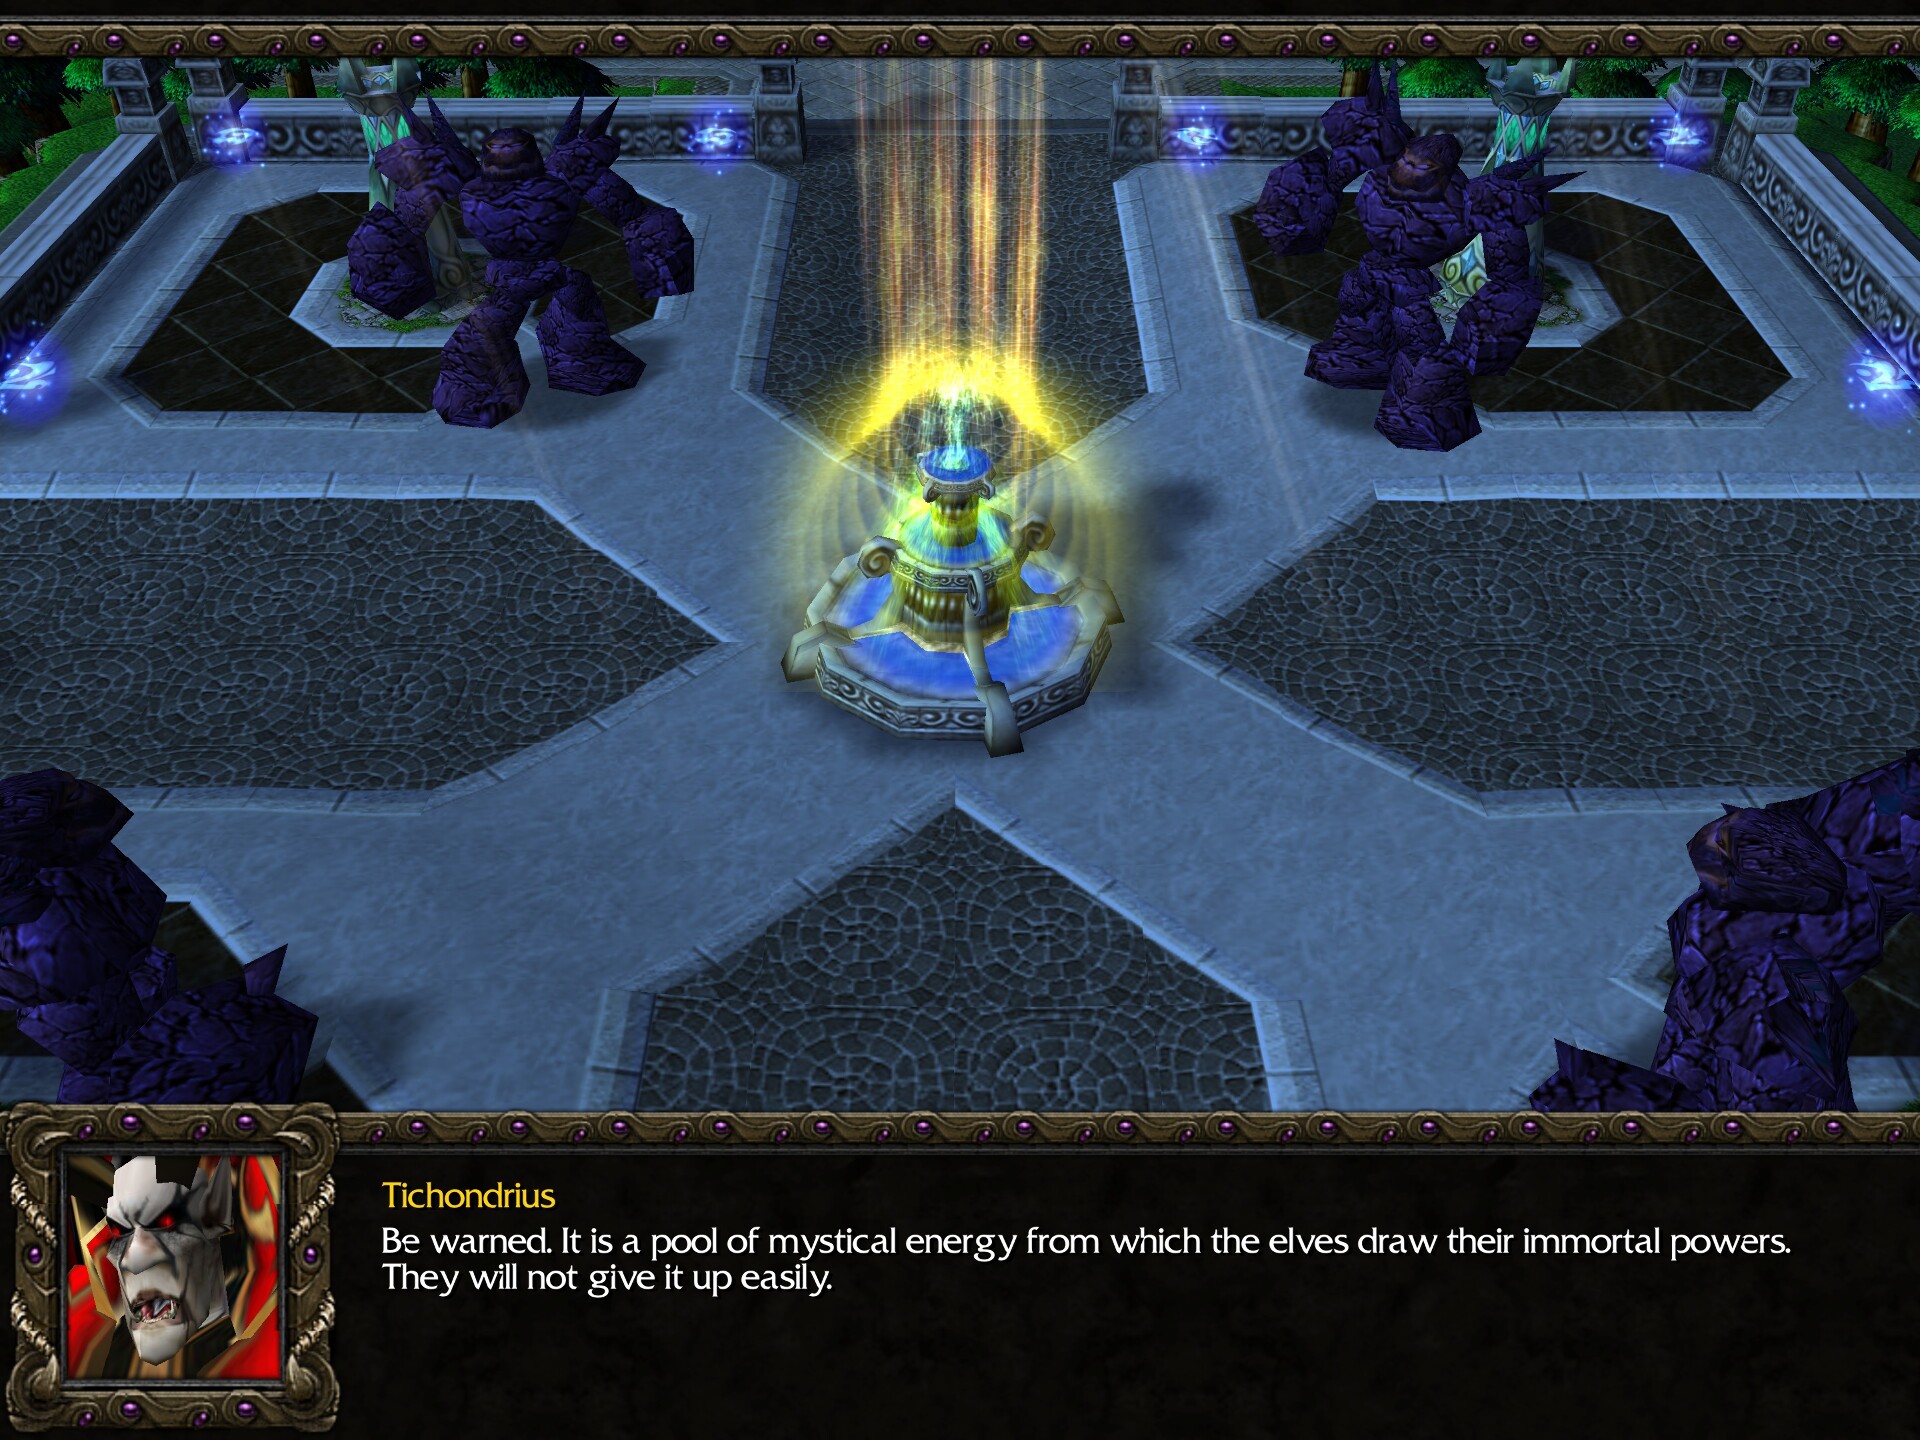 Tichondrius
Be warned. It is a pool of mystical energy from which the elves draw their immortal powers.
They will not give it up easily.